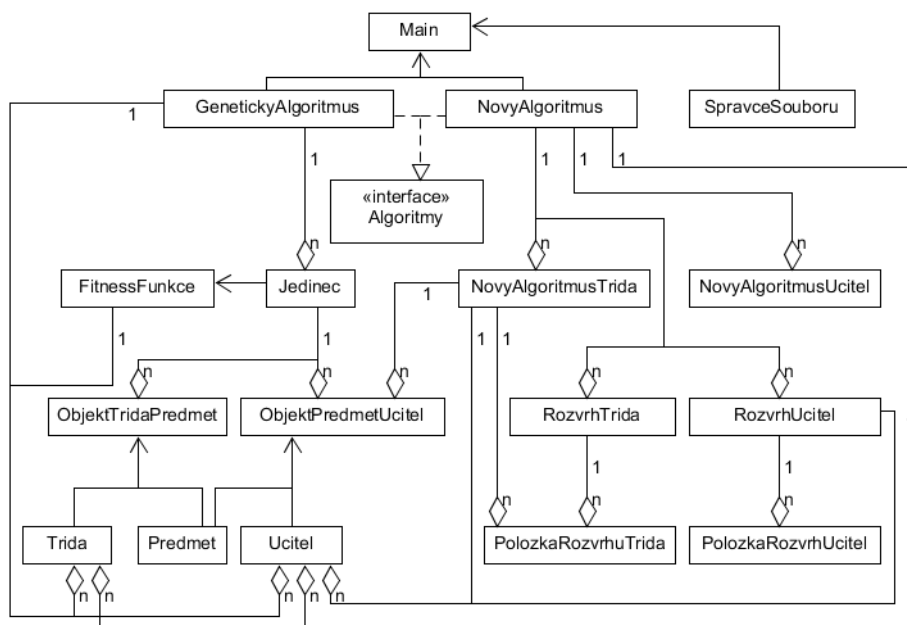 Main
1
GenetickyAlgoritmus
NovyAlgoritmus
SpravceSouboru
1
1
1
1
«interface»
Algoritmy
n
n
n
FitnessFunkce
Jedinec
NovyAlgoritmusTrida
NovyAlgoritmusUcitel
1
1
1
1
1
n
n
n
n
n
ObjektTridaPredmet
ObjektPredmetUcitel
RozvrhTrida
RozvrhUcitel
1
1
n
n
n
Trida
Predmet
Ucitel
PolozkaRozvrhuTrida
PolozkaRozvrhUcitel
n
n
n
n
n